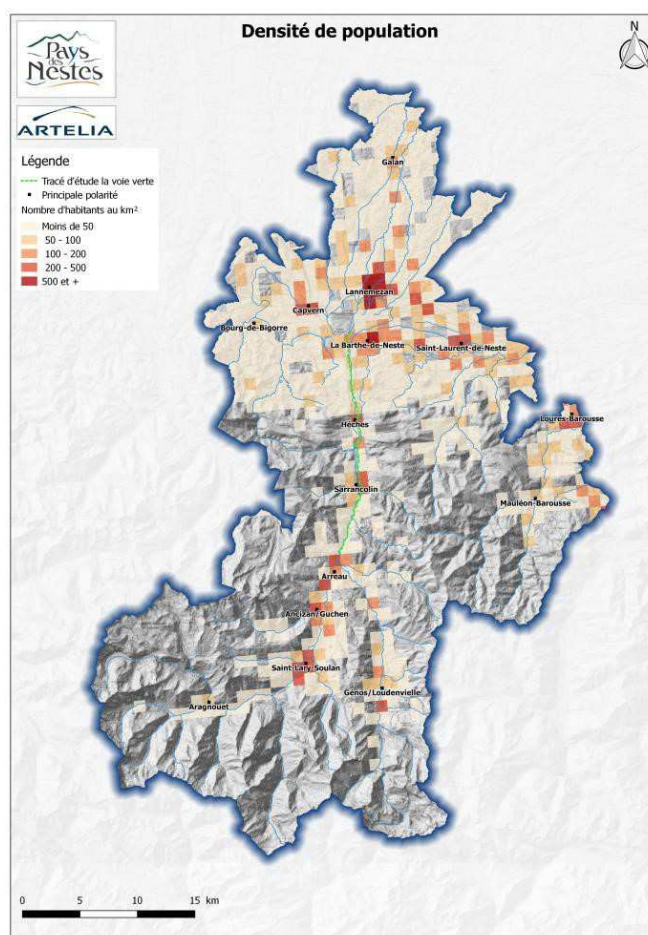 Densité de population
N
Pays
des
Nestes
ARTELIA
Légende
Tracé d'étude la voie verte
Principale polarité
Nombre d'habitants au km²
Moins de 50
50 - 100
100 - 200
200 - 500
500 et +
Galan
Lannemezan
Capvern
Bourg-de-Bigorre
La Barthe-de-Neste
Saint-Laurent-de-Neste
Loures-Barousse
Hèches
Sarrancolin
Mauléon-Barousse
Arreau
Ancizan/Guchen
Saint-Lary-Soulan
Génos/Loudenvielle
Aragnouet
0 5 10 15 km